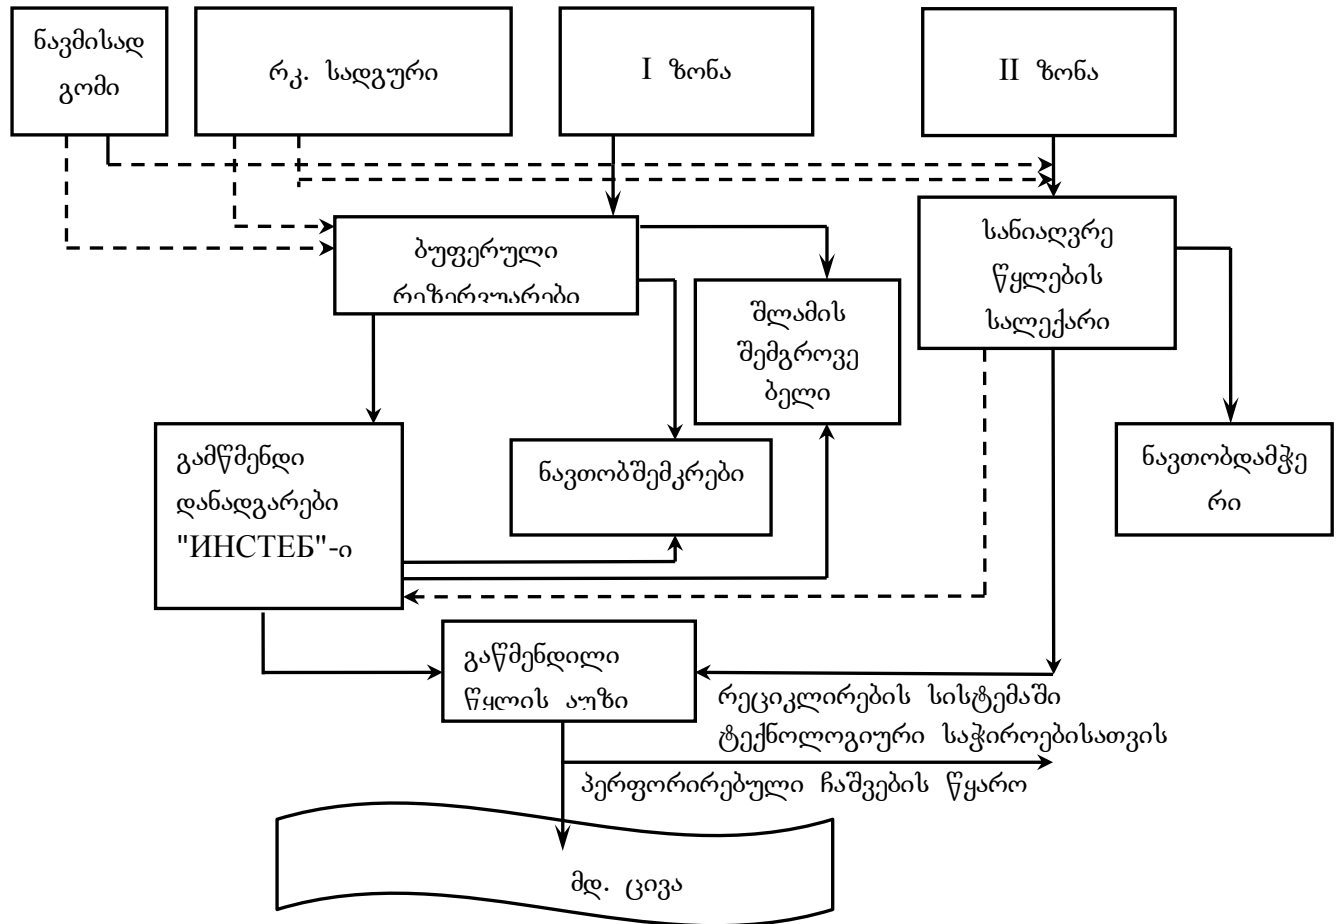 ნავმისად
გომი
რკ. სადგური
I ზონა
II ზონა
ბუფერული
რეზერვუარები
სანიაღვრე
წყლების
სალექარი
შლამის
შემგროვე
ბელი
გამწმენდი
დანადგარები
"ИНСТЕБ"-ი
ნავთობშემკრები
ნავთობდამჭე
რი
გაწმენდილი
წყლის აუზი
რეციკლირების სისტემაში
ტექნოლოგიური საჭიროებისათვის
პერფორირებული ჩაშვების წყარო
მდ. ცივა